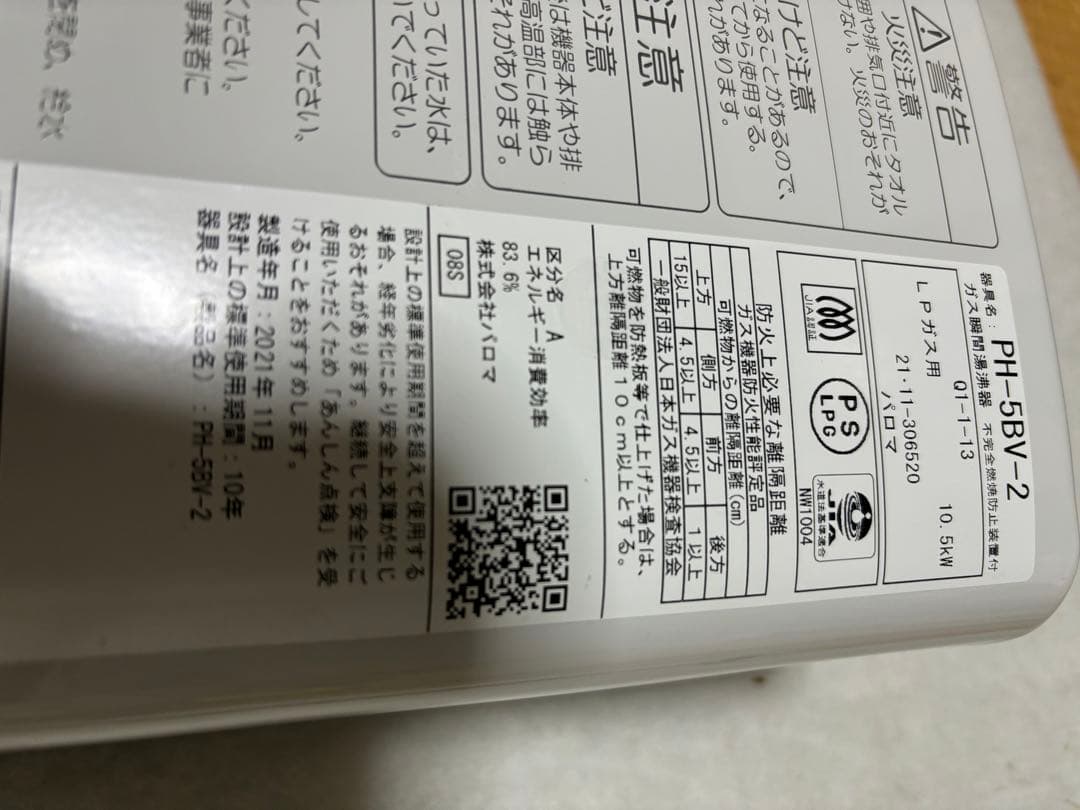 警告
火災注意
囲や排気口付近にタオル
けない。火災のおそれが
けど注意
なることがあるので、
てから使用する。
があります。
注意
ど注意
は機器本体や排
高温部には触ら
それがあります。
っていた水は、
いでください。
してください。
ください。
事業者に
器具名:PH-5BV-2
ガス瞬間湯沸器 不完全燃焼防止装置付
Q1-1-13
LPガス用 10.5kW
21・11-306520
パロマ
JIA認証
PS
LPG
JIA
水道法基準適合
NW1004
防火上必要な離隔距離
ガス機器防火性能評定品
可燃物からの離隔距離(cm)
上方 側方 前方 後方
15以上 4.5以上 4.5以上 1以上
一般財団法人日本ガス機器検査協会
可燃物を防熱板等で仕上げた場合は、
上方離隔距離10cm以上とする。
区分名 A
エネルギー消費効率
83.6%
株式会社パロマ
08S
設計上の標準使用期間を超えて使用する
場合、経年劣化により安全上支障が生じ
るおそれがあります。継続して安全にご
使用いただくため「あんしん点検」を受
けることをおすすめします。
製造年月:2021年11月
設計上の標準使用期間:10年
器具名(製品名):PH-5BV-2